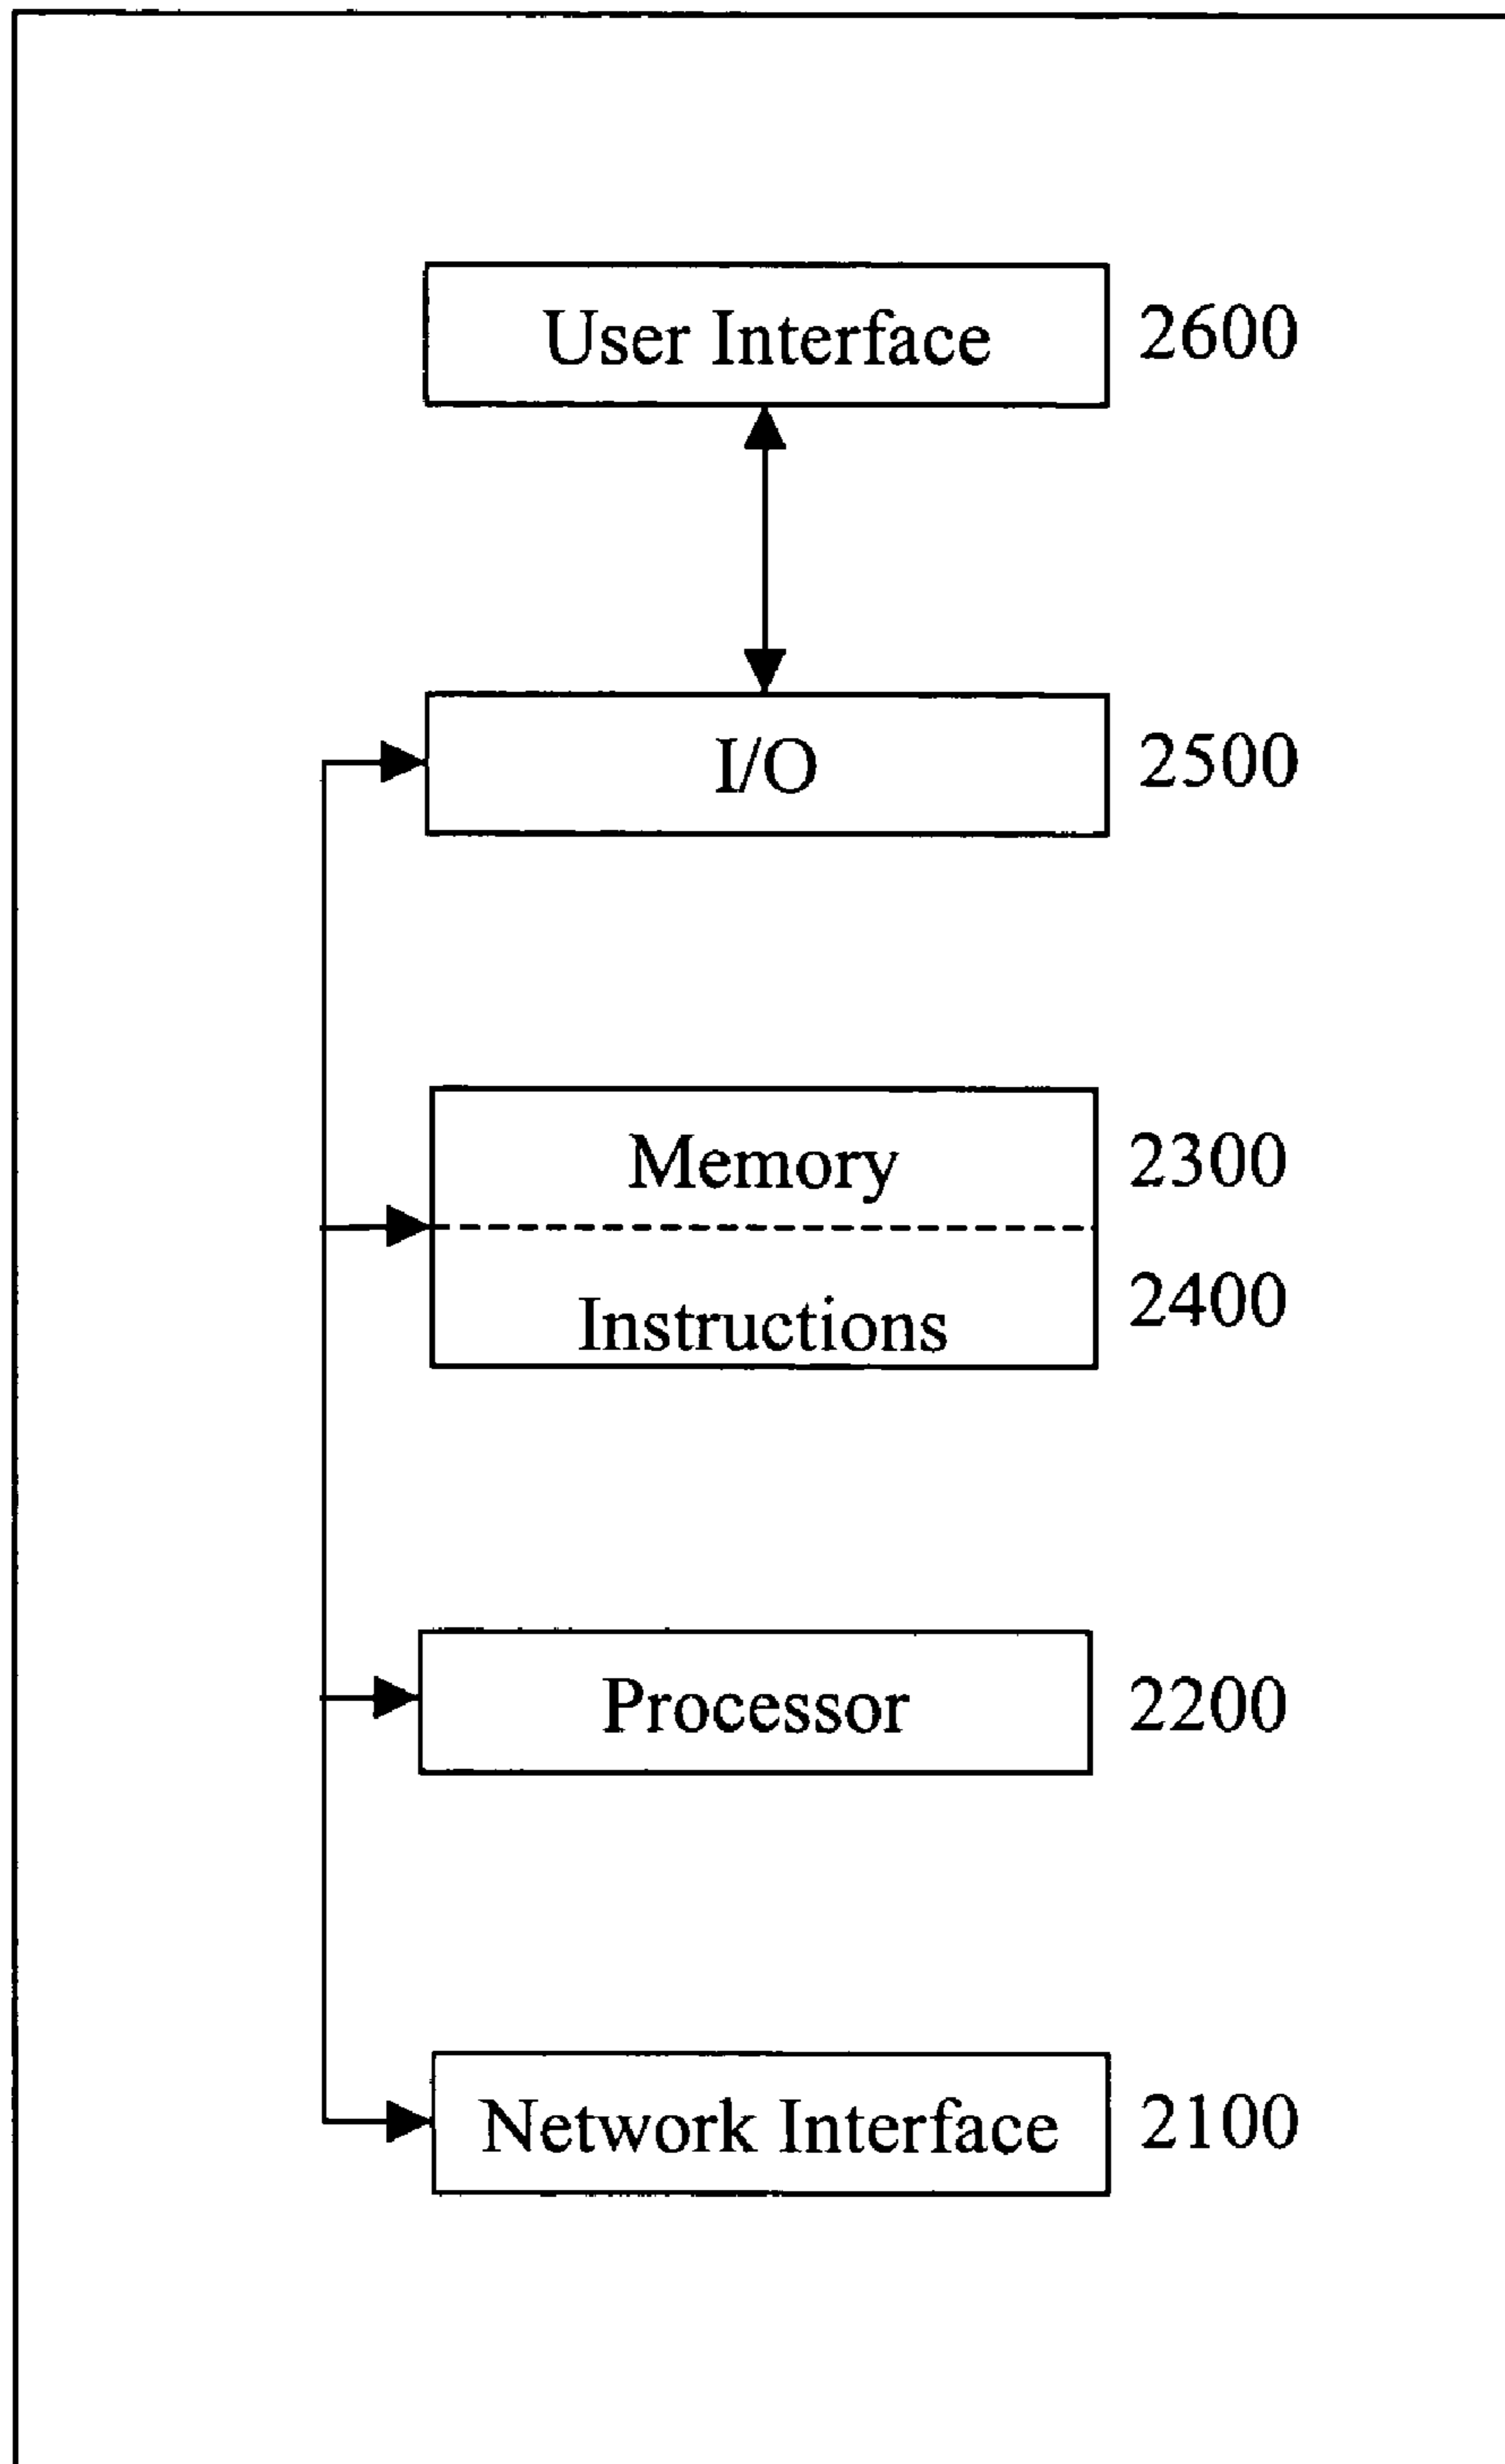 User Interface 2600
I/O 2500
Memory 2300
Instructions 2400
Processor 2200
Network Interface 2100